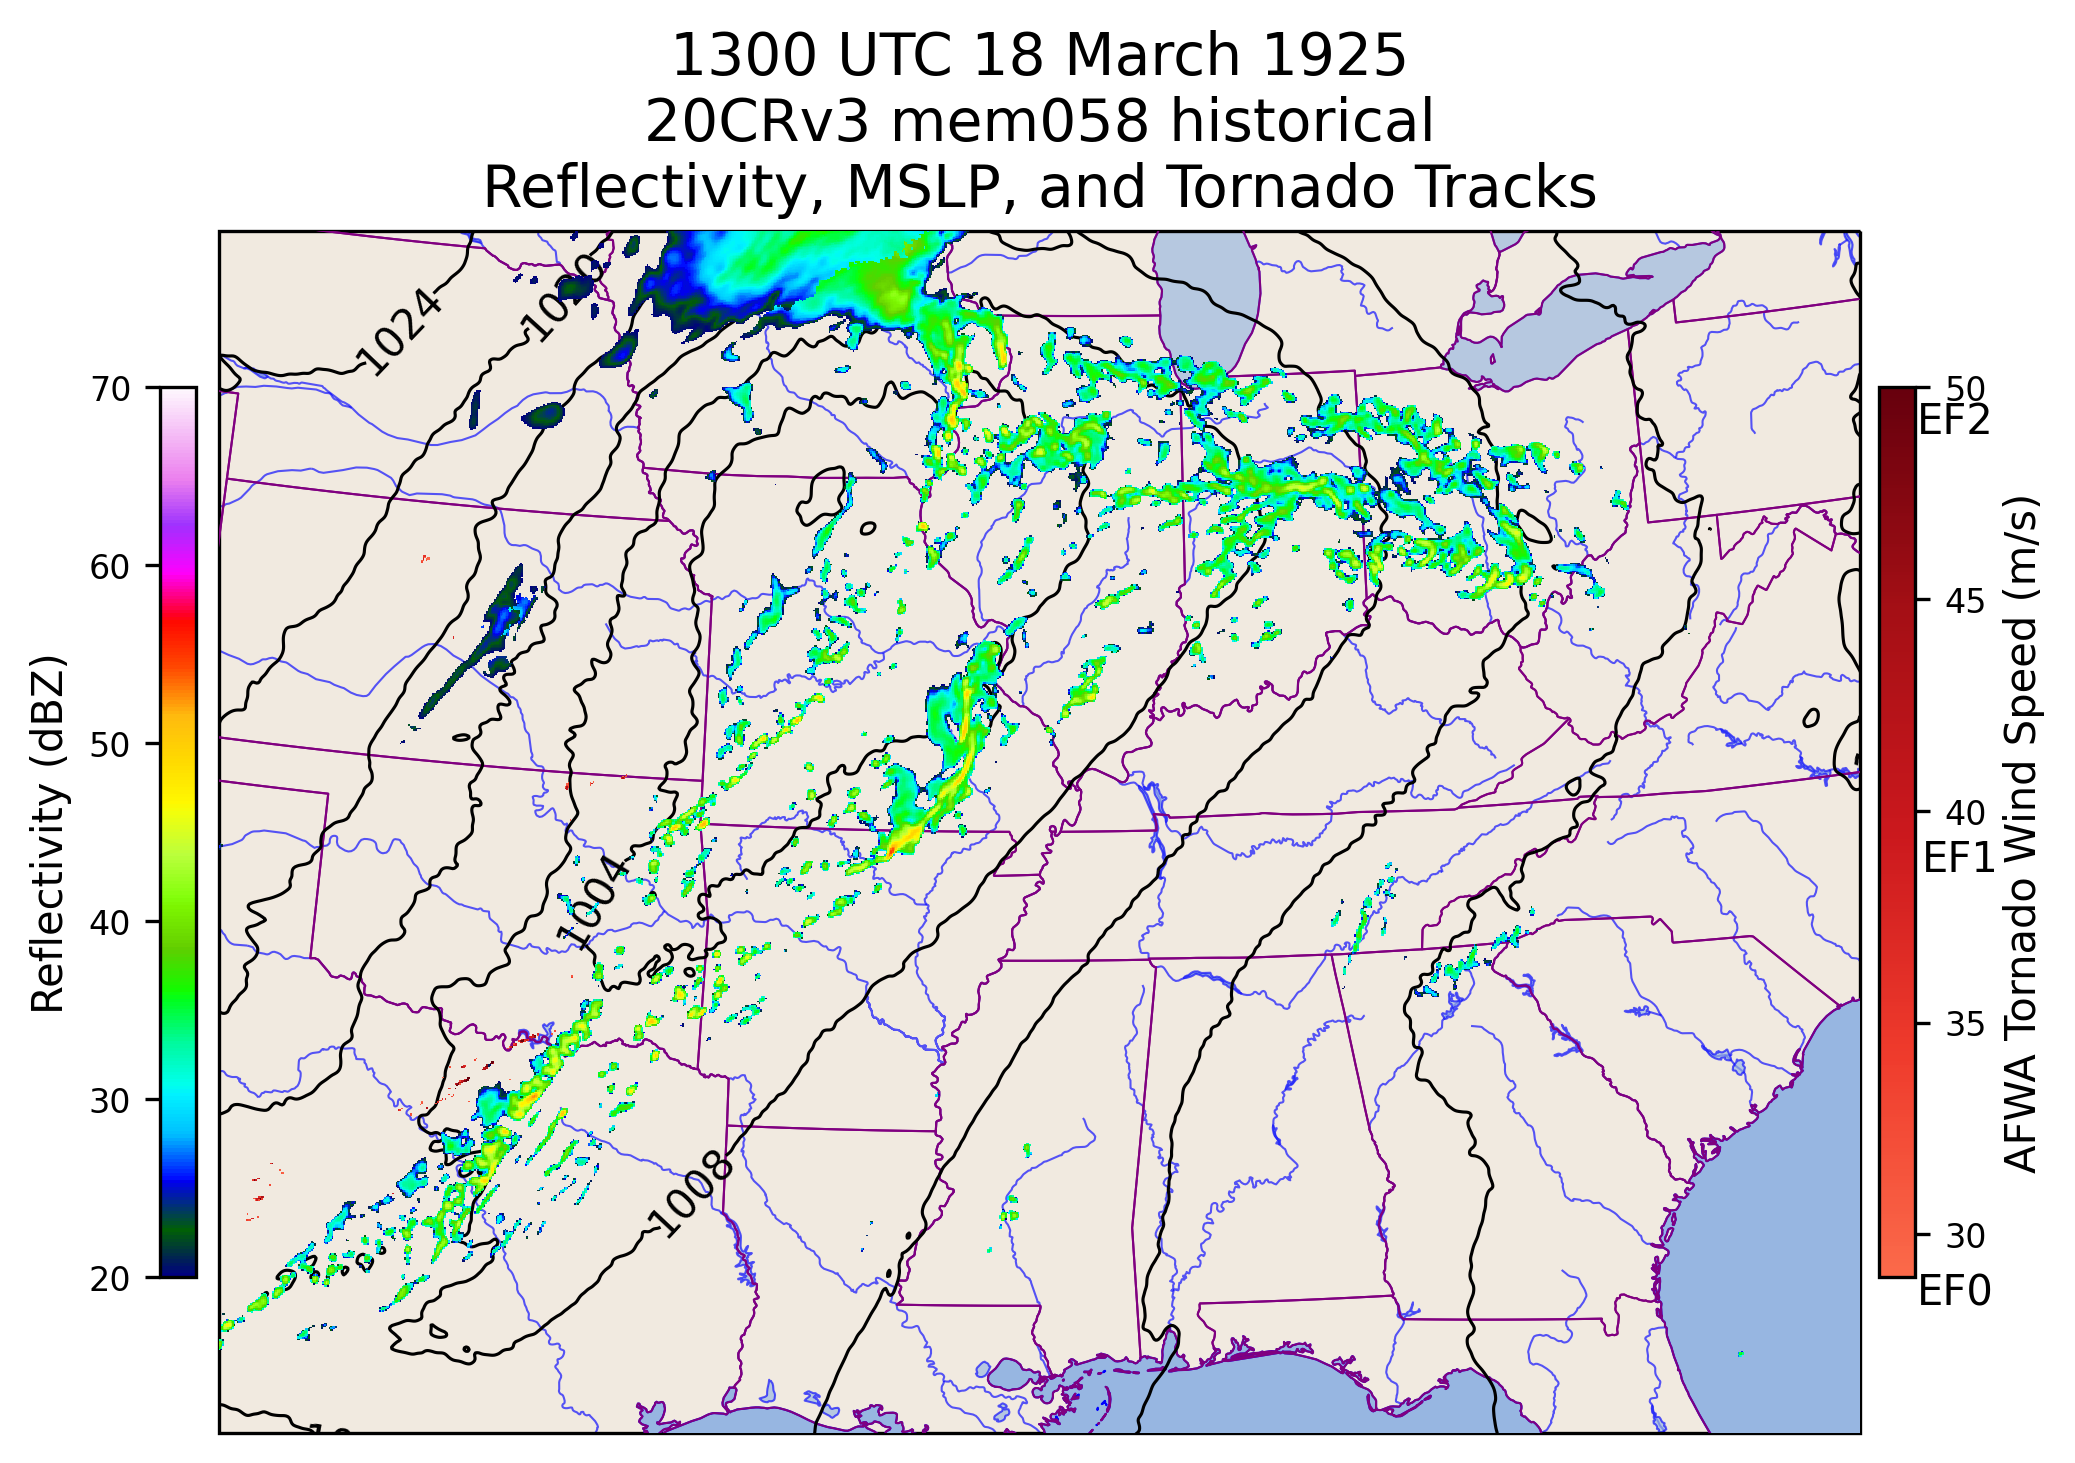 1300 UTC 18 March 1925
20CRv3 mem058 historical
Reflectivity, MSLP, and Tornado Tracks
1024
1020
1004
1008
70
60
50
40
30
20
Reflectivity (dBZ)
50
EF2
45
40
EF1
35
30
EF0
AFWA Tornado Wind Speed (m/s)